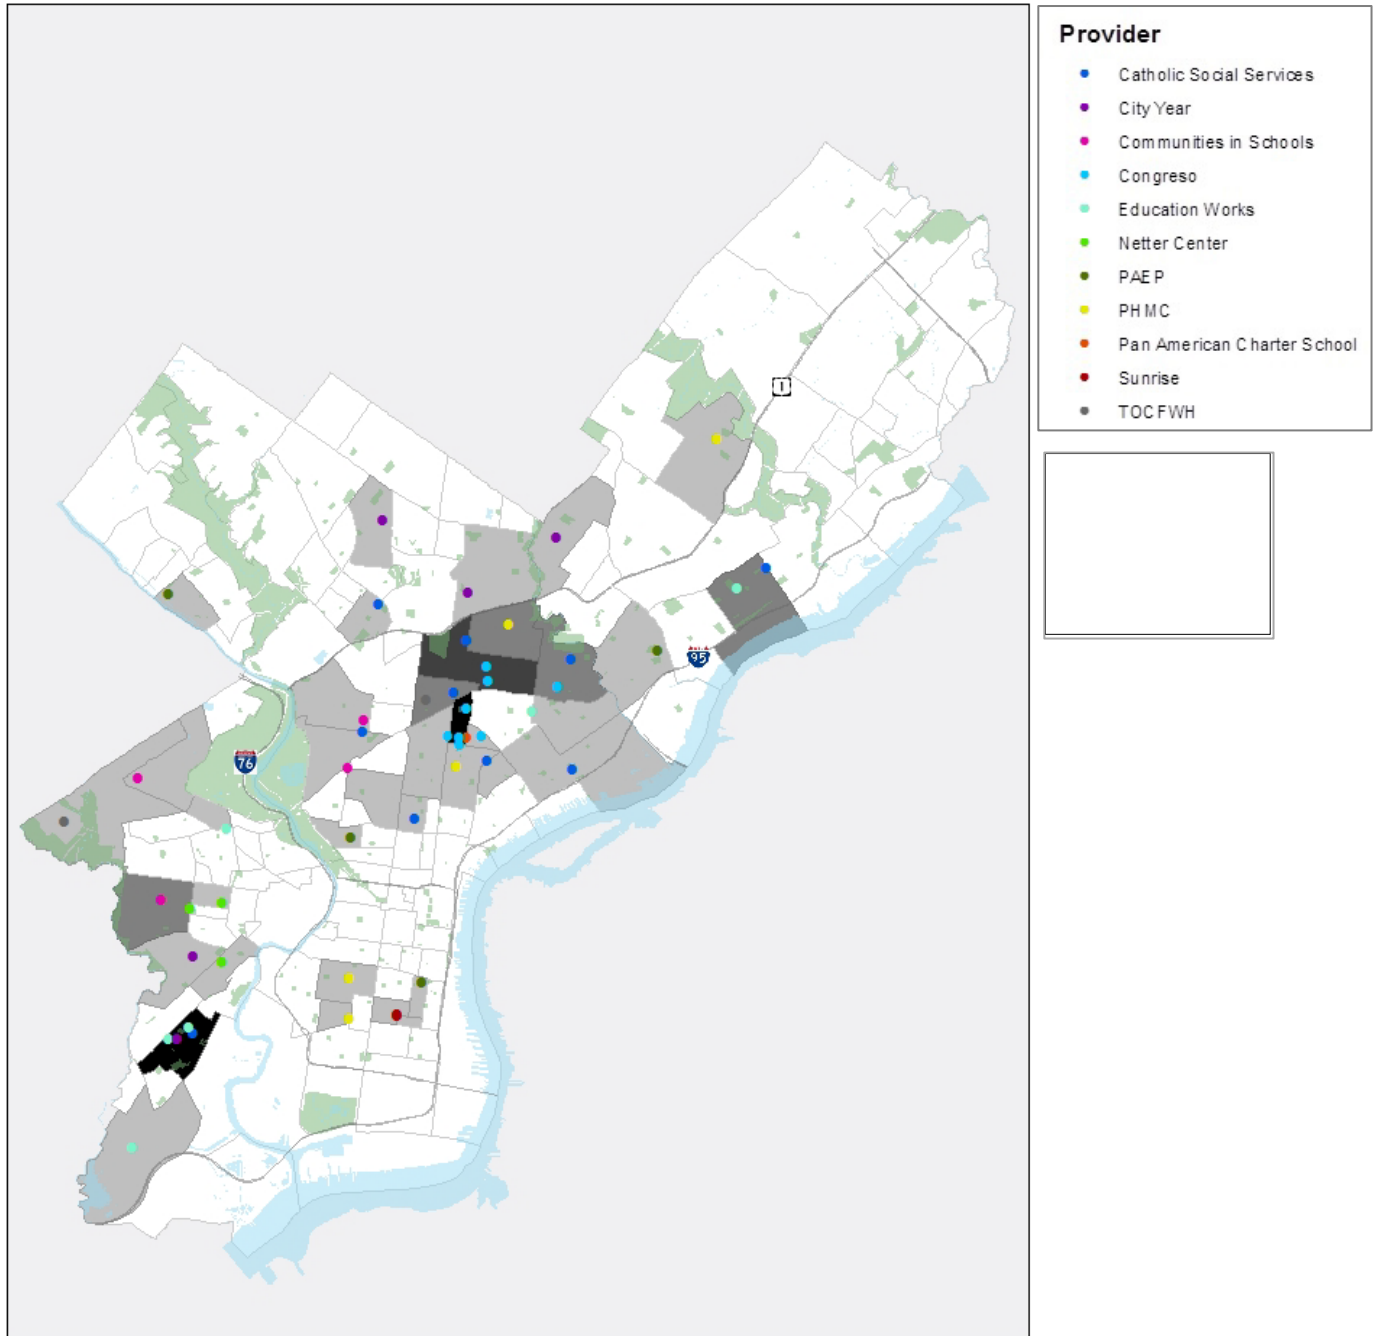 Provider
Catholic Social Services
City Year
Communities in Schools
Congreso
Education Works
Netter Center
PAEP
PHMC
Pan American Charter School
Sunrise
TOCFWH
1
95
76